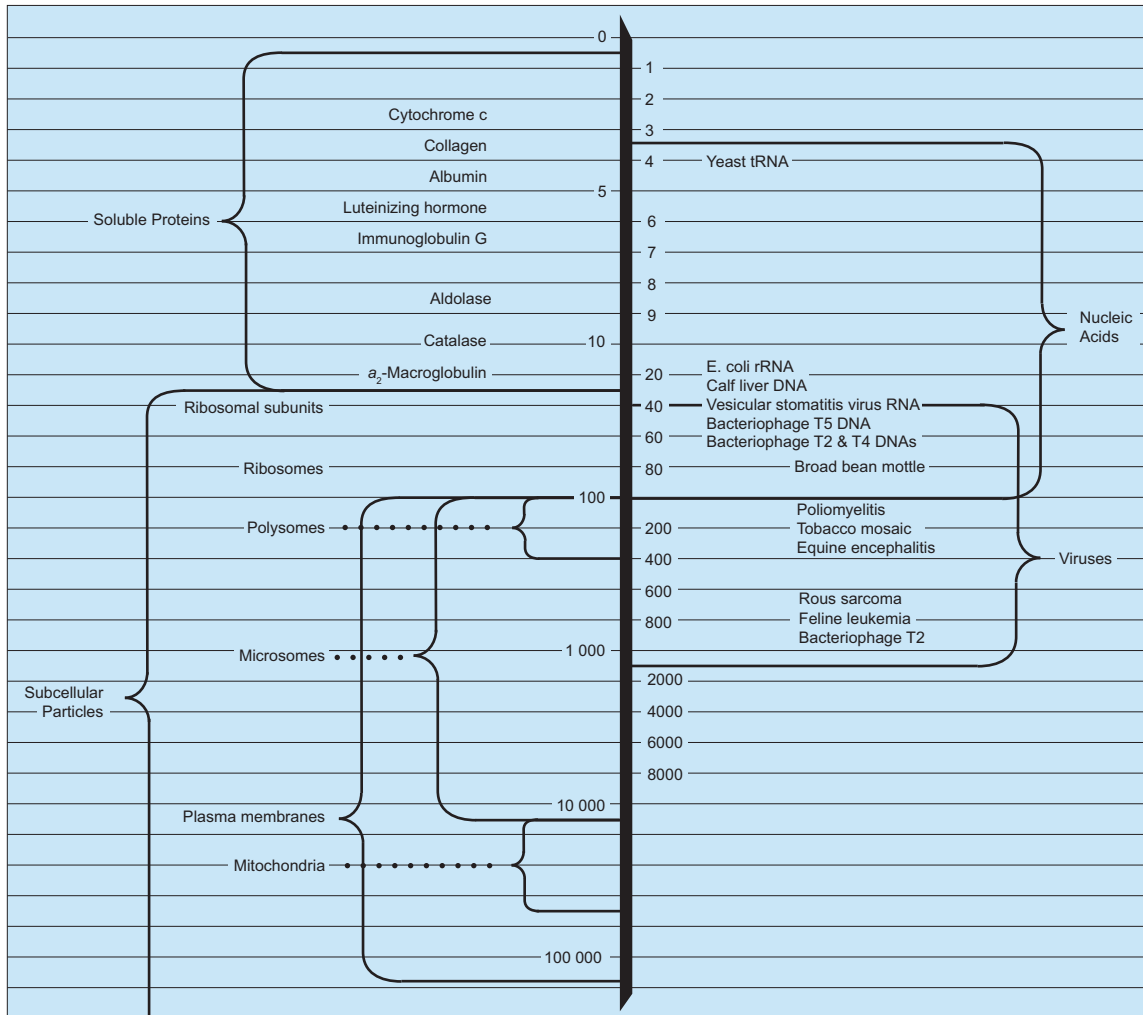 0
1
2
Cytochrome c
3
Collagen
4
Yeast tRNA
Albumin
5
Luteinizing hormone
Soluble Proteins
6
Immunoglobulin G
7
8
Aldolase
9
Nucleic
Acids
Catalase
10
E. coli rRNA
a₂-Macroglobulin
20
Calf liver DNA
Ribosomal subunits
40
Vesicular stomatitis virus RNA
Bacteriophage T5 DNA
60
Bacteriophage T2 & T4 DNAs
Ribosomes
80
Broad bean mottle
100
Poliomyelitis
Polysomes
200
Tobacco mosaic
Equine encephalitis
400
Viruses
600
Rous sarcoma
800
Feline leukemia
Bacteriophage T2
Microsomes
1 000
2000
Subcellular
Particles
4000
6000
8000
10 000
Plasma membranes
Mitochondria
100 000